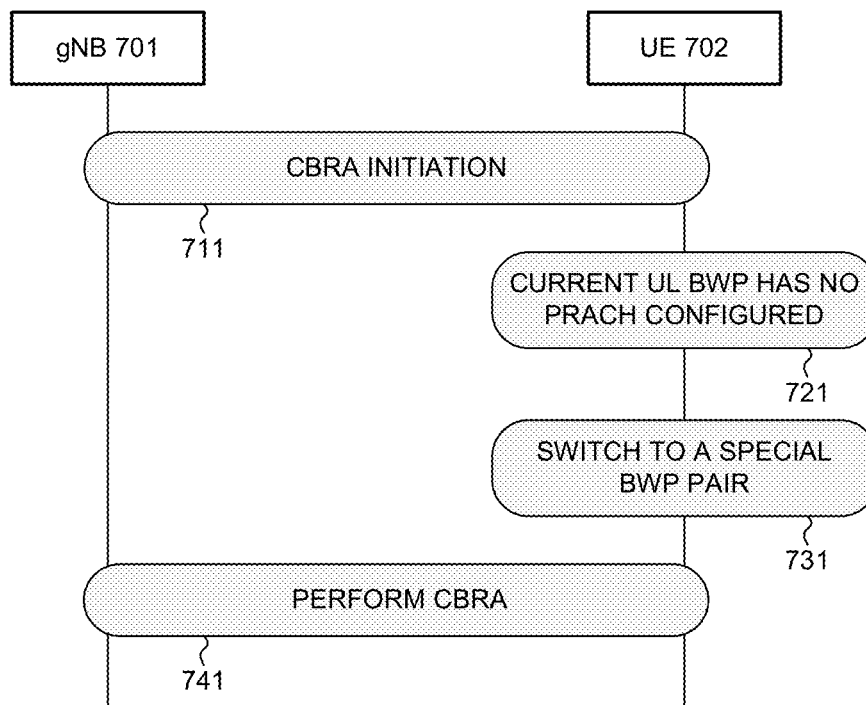 gNB 701
UE 702
CBRA INITIATION
711
CURRENT UL BWP HAS NO
PRACH CONFIGURED
721
SWITCH TO A SPECIAL
BWP PAIR
731
PERFORM CBRA
741